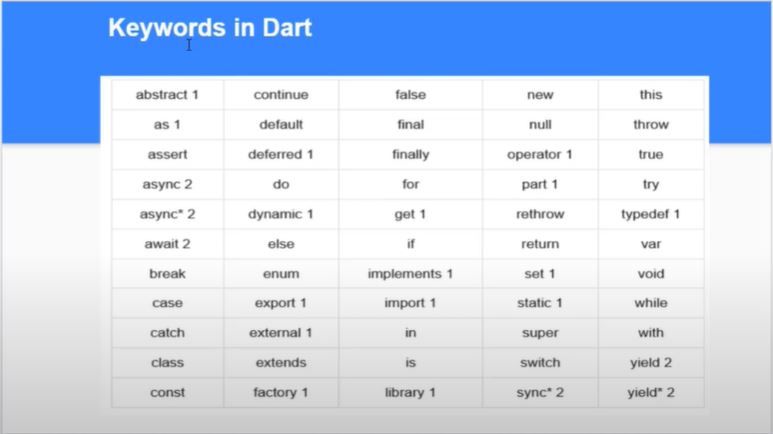 Keywords in Dart
abstract 1 continue false new this
as 1 default final null throw
assert deferred 1 finally operator 1 true
async 2 do for part 1 try
async* 2 dynamic 1 get 1 rethrow typedef 1
await 2 else if return var
break enum implements 1 set 1 void
case export 1 import 1 static 1 while
catch external 1 in super with
class extends is switch yield 2
const factory 1 library 1 sync* 2 yield* 2